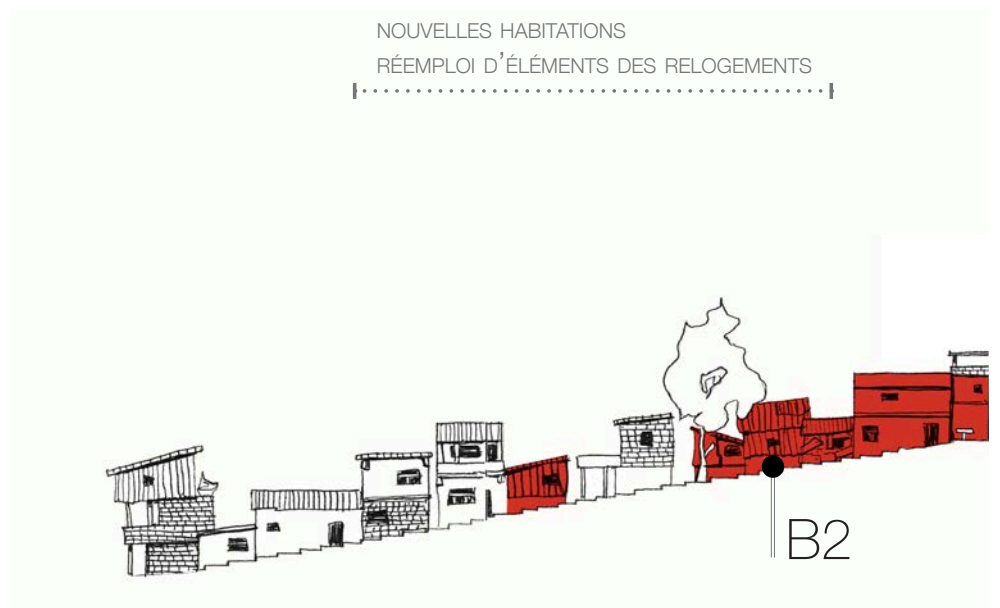 NOUVELLES HABITATIONS
RÉEMPLOI D'ÉLÉMENTS DES RELOGEMENTS
B2